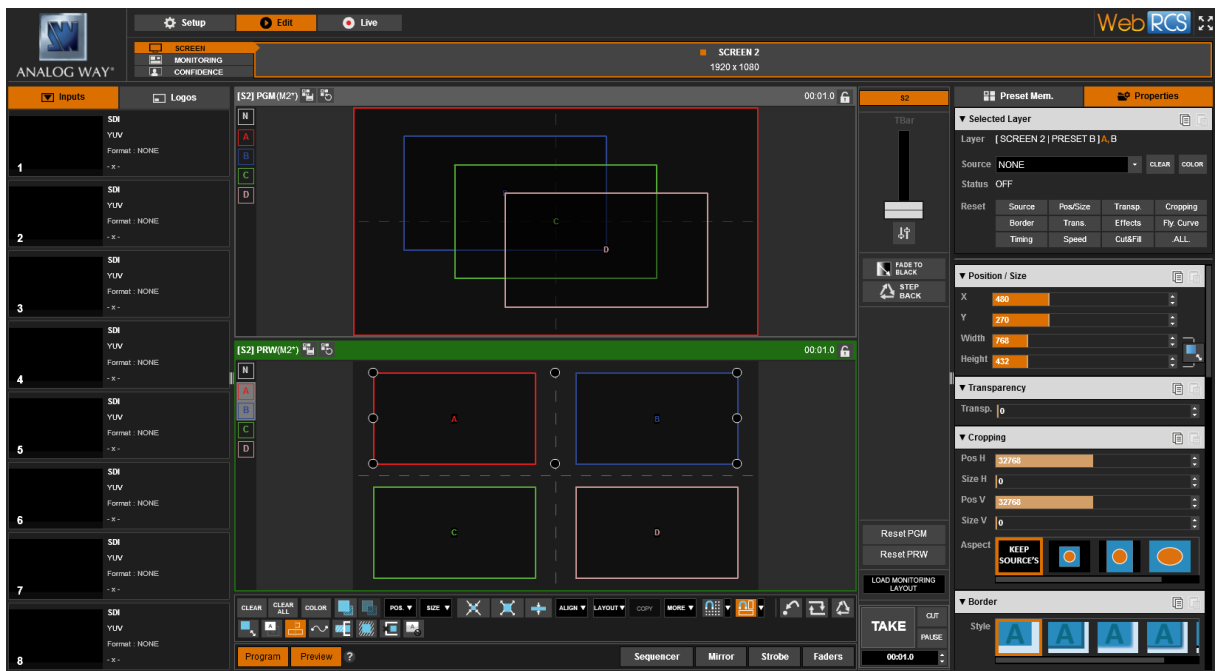 ANALOG WAY®
Setup
Edit
Live
Web RCS
SCREEN
MONITORING
CONFIDENCE
SCREEN 2
1920 x 1080
Inputs
Logos
SDI
YUV
Format : NONE
- x -
1
SDI
YUV
Format : NONE
- x -
2
SDI
YUV
Format : NONE
- x -
3
SDI
YUV
Format : NONE
- x -
4
SDI
YUV
Format : NONE
- x -
5
SDI
YUV
Format : NONE
- x -
6
SDI
YUV
Format : NONE
- x -
7
SDI
YUV
Format : NONE
- x -
8
[S2] PGM(M2*)
00:01.0
N
A
B
C
D
C
D
[S2] PRW(M2*)
00:01.0
N
A
B
C
D
A
B
C
D
CLEAR
CLEAR ALL
COLOR
POS.
SIZE
ALIGN
LAYOUT
COPY
MORE
Program
Preview
?
Sequencer
Mirror
Strobe
Faders
S2
TBar
FADE TO BLACK
STEP BACK
Reset PGM
Reset PRW
LOAD MONITORING LAYOUT
TAKE
CUT
PAUSE
00:01.0
Preset Mem.
Properties
Selected Layer
Layer [ SCREEN 2 | PRESET B ] A, B
Source NONE
CLEAR
COLOR
Status OFF
Reset
Source Pos/Size Transp. Cropping
Border Trans. Effects Fly. Curve
Timing Speed Cut&Fill .ALL.
Position / Size
X 480
Y 270
Width 768
Height 432
Transparency
Transp. 0
Cropping
Pos H 32768
Size H 0
Pos V 32768
Size V 0
Aspect
KEEP SOURCE'S
Border
Style
A A A A